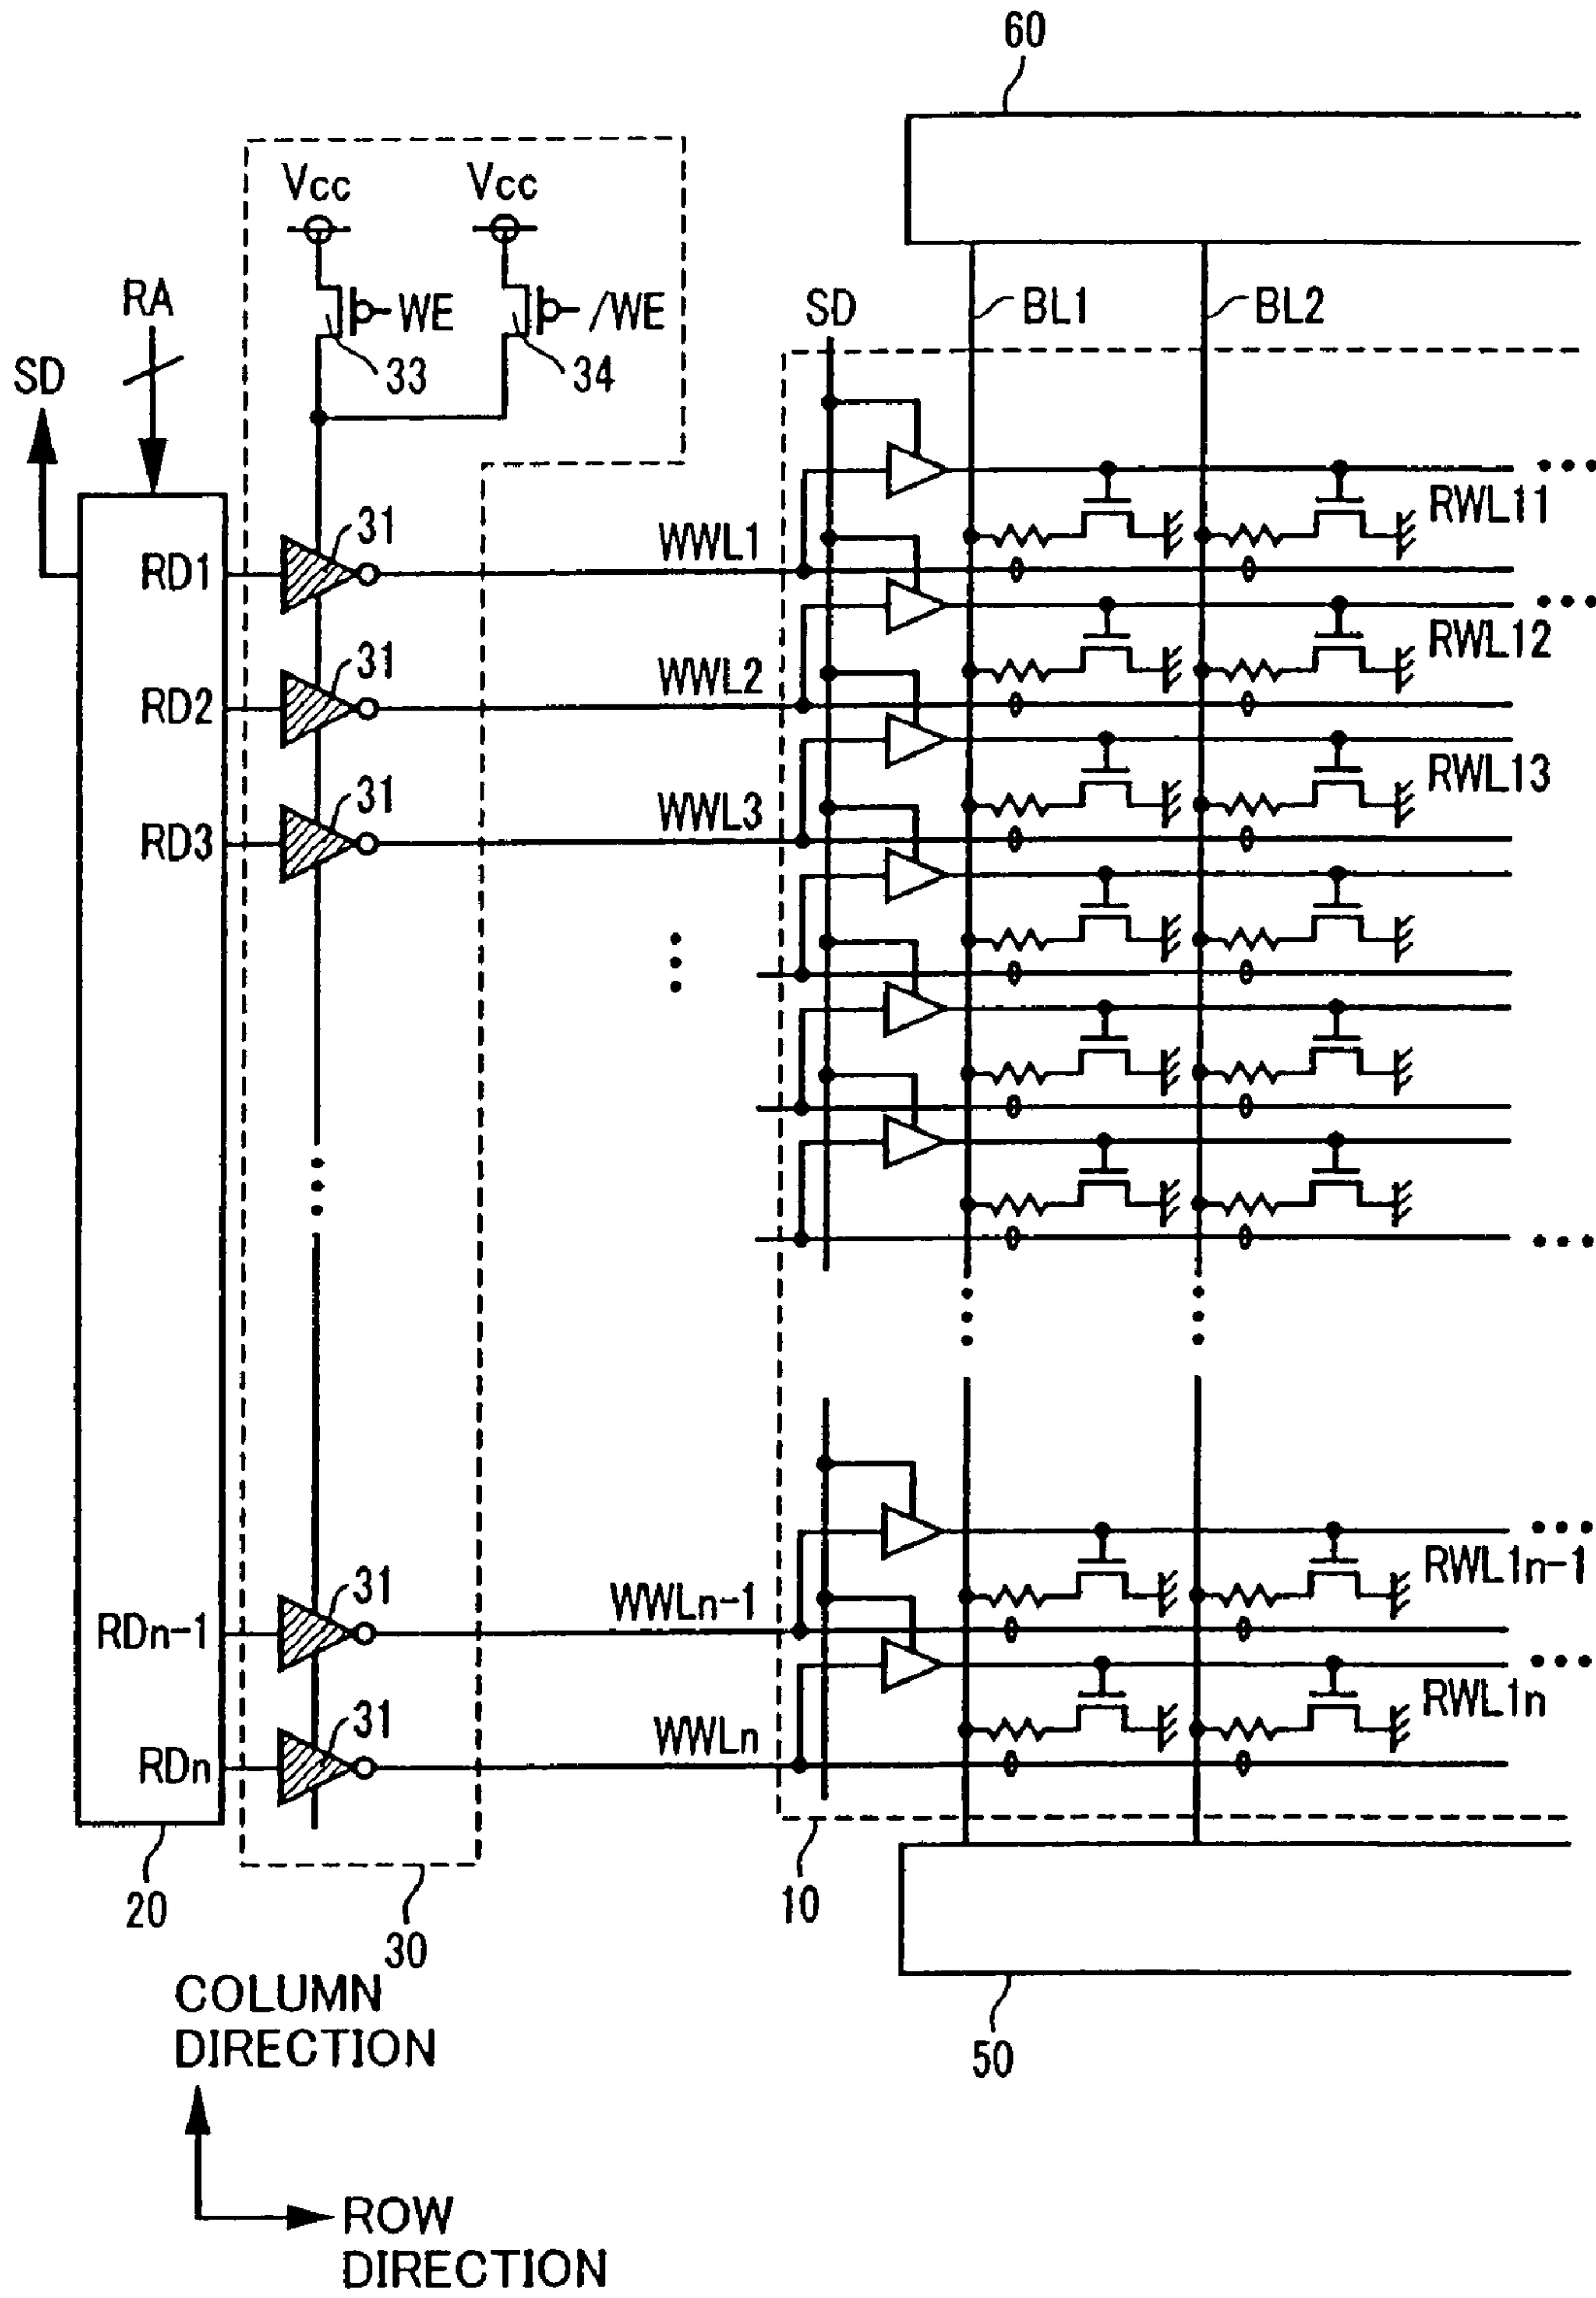 60
Vcc
Vcc
RA
WE
/WE
SD
BL1
BL2
SD
33
34
31
RWL11
WWL1
RD1
31
RWL12
WWL2
RD2
31
RWL13
WWL3
RD3
31
WWLn-1
RWL1n-1
RDn-1
31
WWLn
RWL1n
RDn
20
30
10
50
COLUMN
DIRECTION
ROW
DIRECTION